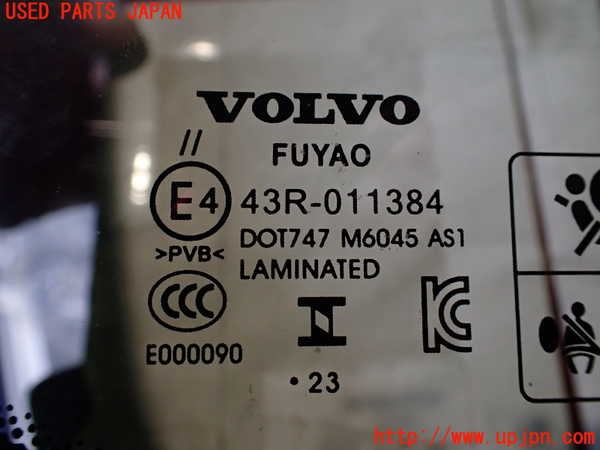 USED PARTS JAPAN
VOLVO
//
FUYAO
E4 43R-011384
DOT747 M6045 AS1
>PVB<
LAMINATED
CCC
KC
E000090
.23
http://www.upjpn.com/